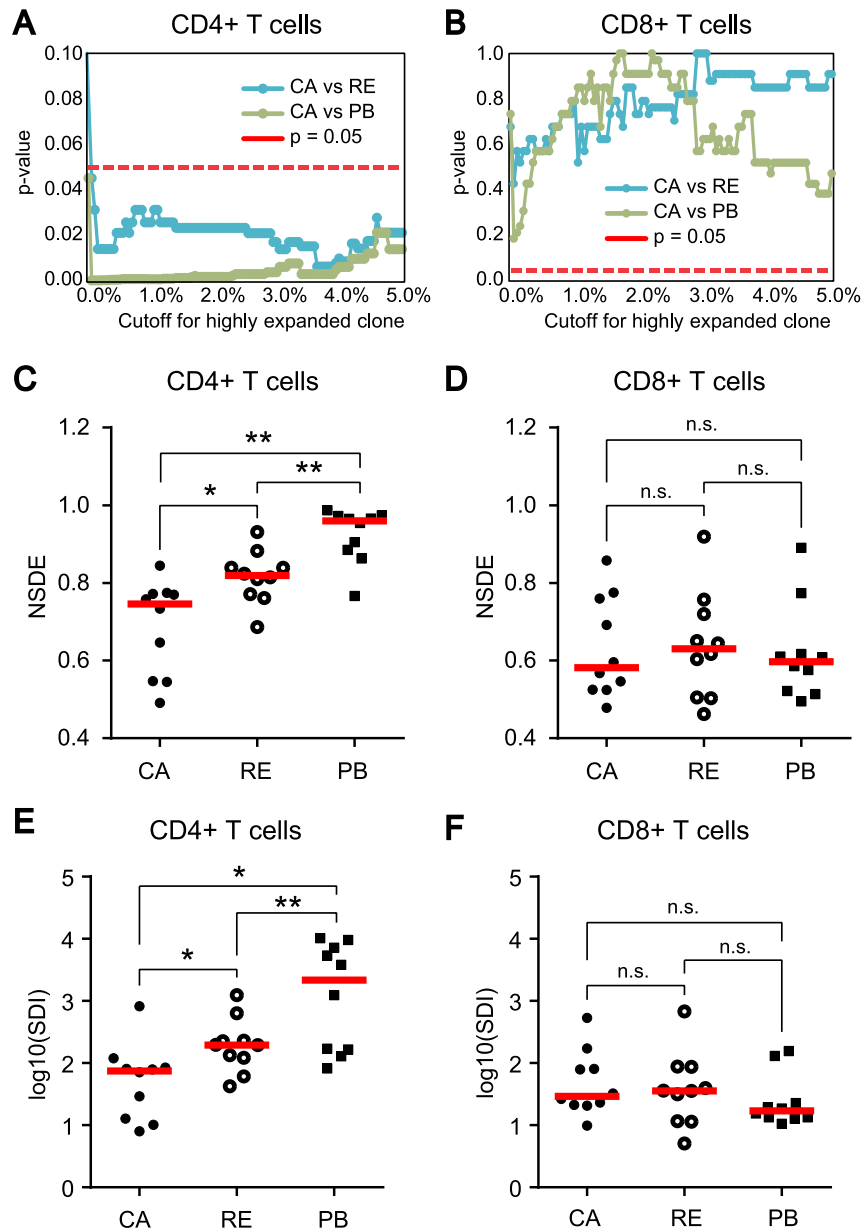 A
CD4+ T cells
p-value
0.10
0.08
0.06
0.04
0.02
0.00
CA vs RE
CA vs PB
p = 0.05
0.0% 1.0% 2.0% 3.0% 4.0% 5.0%
Cutoff for highly expanded clone
B
CD8+ T cells
p-value
1.0
0.8
0.6
0.4
0.2
0.0
CA vs RE
CA vs PB
p = 0.05
0.0% 1.0% 2.0% 3.0% 4.0% 5.0%
Cutoff for highly expanded clone
C
CD4+ T cells
NSDE
1.2
1.0
0.8
0.6
0.4
**
*
**
CA RE PB
D
CD8+ T cells
NSDE
1.2
1.0
0.8
0.6
0.4
n.s.
n.s.
n.s.
CA RE PB
E
CD4+ T cells
log10(SDI)
5
4
3
2
1
0
*
**
*
CA RE PB
F
CD8+ T cells
log10(SDI)
5
4
3
2
1
0
n.s.
n.s.
n.s.
CA RE PB